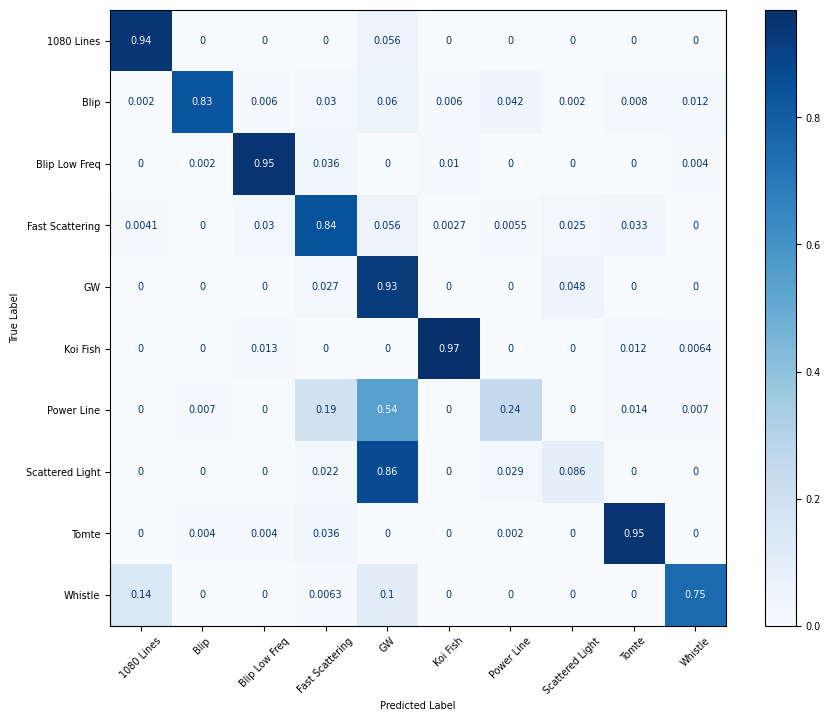 1080 Lines 0.94 0 0 0 0.056 0 0 0 0 0
Blip 0.002 0.83 0.006 0.03 0.06 0.006 0.042 0.002 0.008 0.012
Blip Low Freq 0 0.002 0.95 0.036 0 0.01 0 0 0 0.004
Fast Scattering 0.0041 0 0.03 0.84 0.056 0.0027 0.0055 0.025 0.033 0
GW 0 0 0 0.027 0.93 0 0 0.048 0 0
Koi Fish 0 0 0.013 0 0 0.97 0 0 0.012 0.0064
Power Line 0 0.007 0 0.19 0.54 0 0.24 0 0.014 0.007
Scattered Light 0 0 0 0.022 0.86 0 0.029 0.086 0 0
Tomte 0 0.004 0.004 0.036 0 0 0.002 0 0.95 0
Whistle 0.14 0 0 0.0063 0.1 0 0 0 0 0.75
True Label
1080 Lines Blip Blip Low Freq Fast Scattering GW Koi Fish Power Line Scattered Light Tomte Whistle
Predicted Label
0.8
0.6
0.4
0.2
0.0